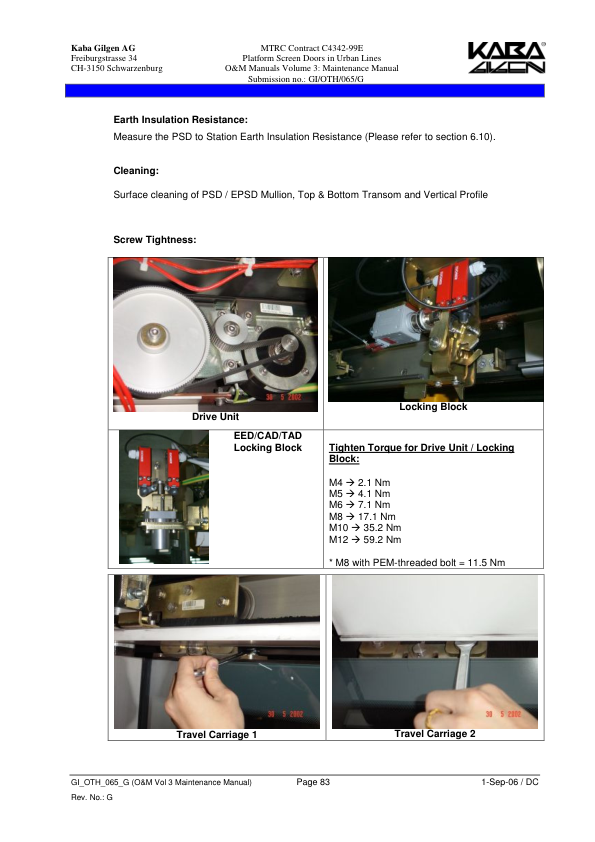 Kaba Gilgen AG
Freiburgstrasse 34
CH-3150 Schwarzenburg
MTRC Contract C4342-99E
Platform Screen Doors in Urban Lines
O&M Manuals Volume 3: Maintenance Manual
Submission no.: GI/OTH/065/G
KABA
GILGEN
Earth Insulation Resistance:
Measure the PSD to Station Earth Insulation Resistance (Please refer to section 6.10).
Cleaning:
Surface cleaning of PSD / EPSD Mullion, Top & Bottom Transom and Vertical Profile
Screw Tightness:
30 5 2002
Drive Unit
Locking Block
EED/CAD/TAD
Locking Block
Tighten Torque for Drive Unit / Locking
Block:
M4 → 2.1 Nm
M5 → 4.1 Nm
M6 → 7.1 Nm
M8 → 17.1 Nm
M10 → 35.2 Nm
M12 → 59.2 Nm
* M8 with PEM-threaded bolt = 11.5 Nm
30 5 2002
Travel Carriage 1
30 5 2002
Travel Carriage 2
GI_OTH_065_G (O&M Vol 3 Maintenance Manual)
Page 83
1-Sep-06 / DC
Rev. No.: G